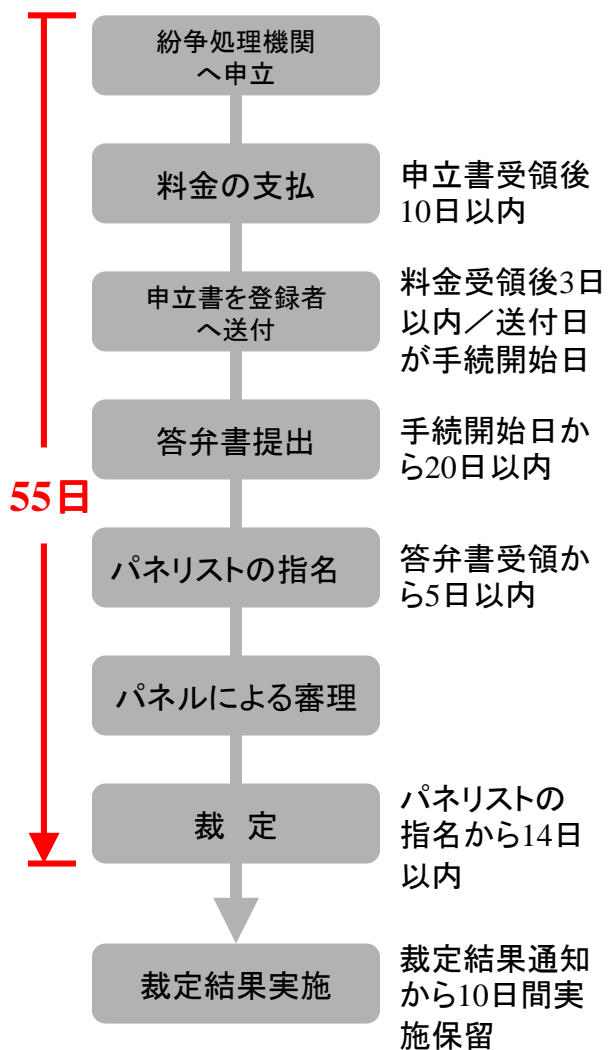 紛争処理機関
へ申立
料金の支払
申立書受領後
10日以内
申立書を登録者
へ送付
料金受領後3日
以内／送付日
が手続開始日
答弁書提出
手続開始日か
ら20日以内
55日
パネリストの指名
答弁書受領か
ら5日以内
パネルによる審理
裁 定
パネリストの
指名から14日
以内
裁定結果実施
裁定結果通知
から10日間実
施保留